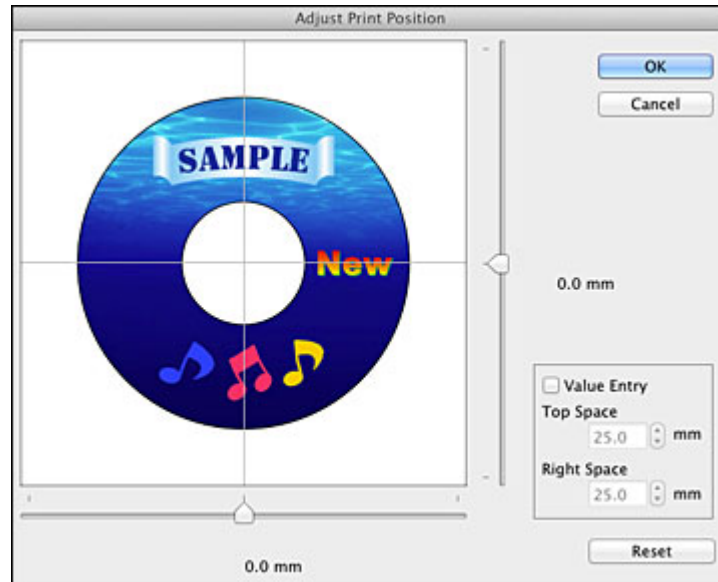 Adjust Print Position
OK
Cancel
SAMPLE
New
0.0 mm
Value Entry
Top Space
25.0 mm
Right Space
25.0 mm
Reset
0.0 mm